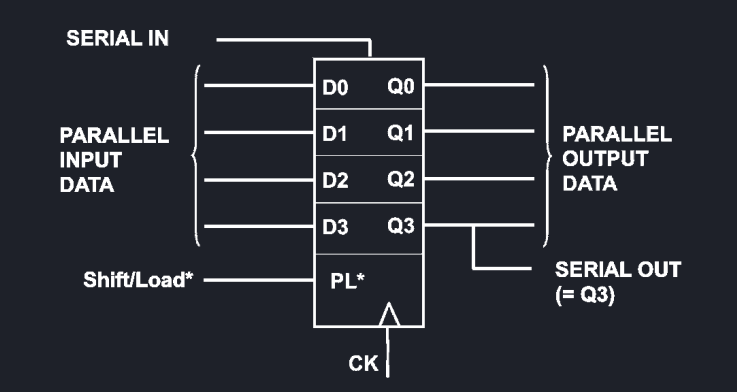 SERIAL IN
D0 Q0
D1 Q1
D2 Q2
D3 Q3
PARALLEL
INPUT
DATA
PARALLEL
OUTPUT
DATA
Shift/Load*
PL*
SERIAL OUT
(= Q3)
CK